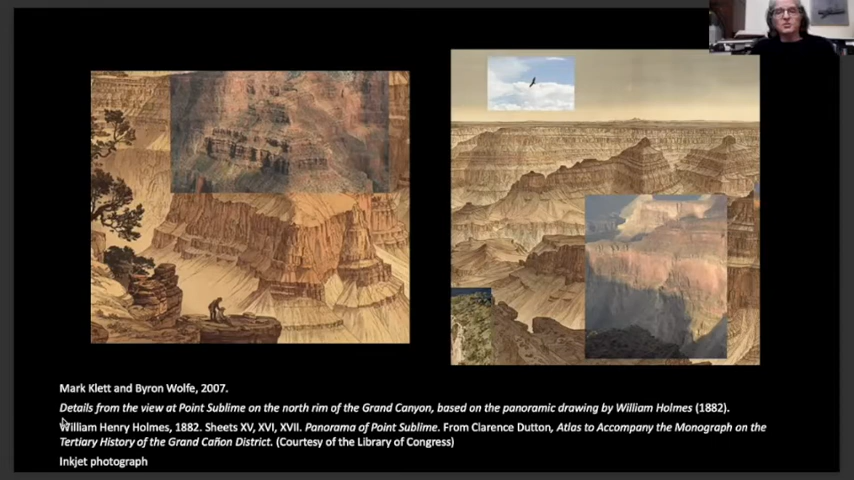 Mark Klett and Byron Wolfe, 2007.
Details from the view at Point Sublime on the north rim of the Grand Canyon, based on the panoramic drawing by William Holmes (1882).
William Henry Holmes, 1882. Sheets XV, XVI, XVII. Panorama of Point Sublime. From Clarence Dutton, Atlas to Accompany the Monograph on the
Tertiary History of the Grand Cañon District. (Courtesy of the Library of Congress)
Inkjet photograph